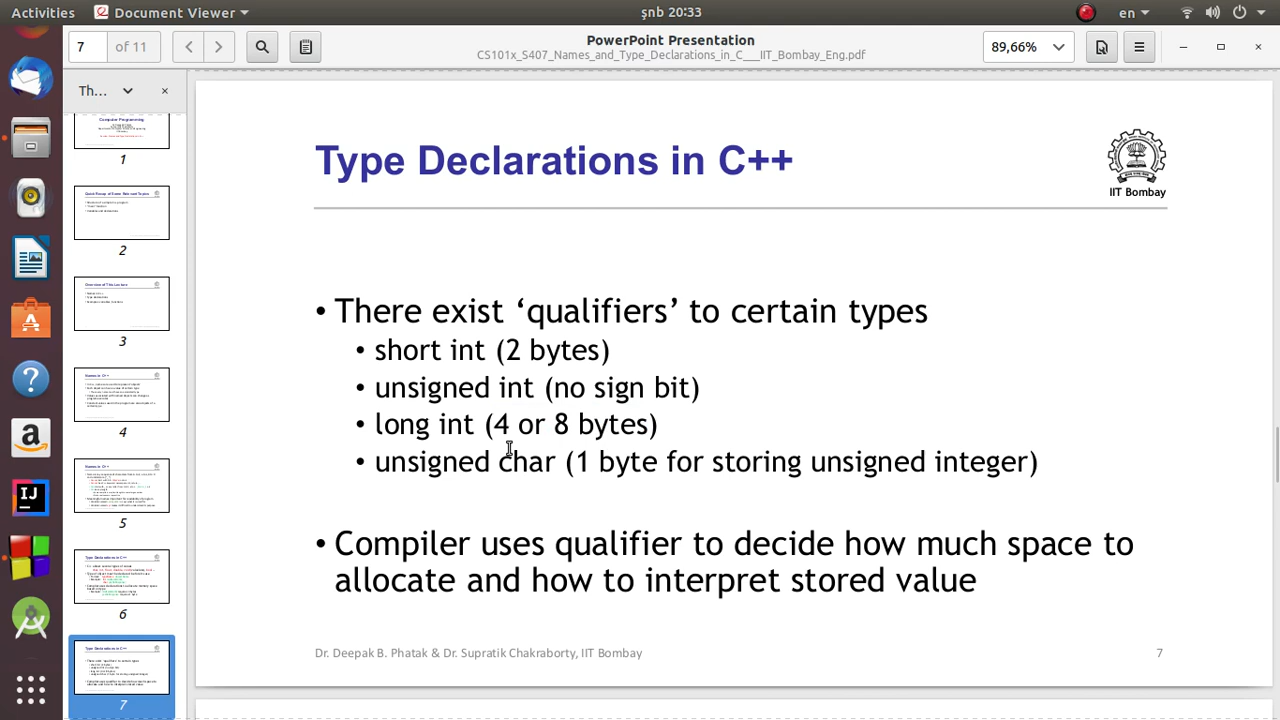 Activities
Document Viewer
şnb 20:33
en
7
of 11
PowerPoint Presentation
CS101x_S407_Names_and_Type_Declarations_in_C___IIT_Bombay_Eng.pdf
89,66%
Th...
1
2
3
4
5
6
7
Type Declarations in C++
IIT Bombay
• There exist ‘qualifiers’ to certain types
• short int (2 bytes)
• unsigned int (no sign bit)
• long int (4 or 8 bytes)
• unsigned char (1 byte for storing unsigned integer)
• Compiler uses qualifier to decide how much space to
allocate and how to interpret stored value
Dr. Deepak B. Phatak & Dr. Supratik Chakraborty, IIT Bombay
7